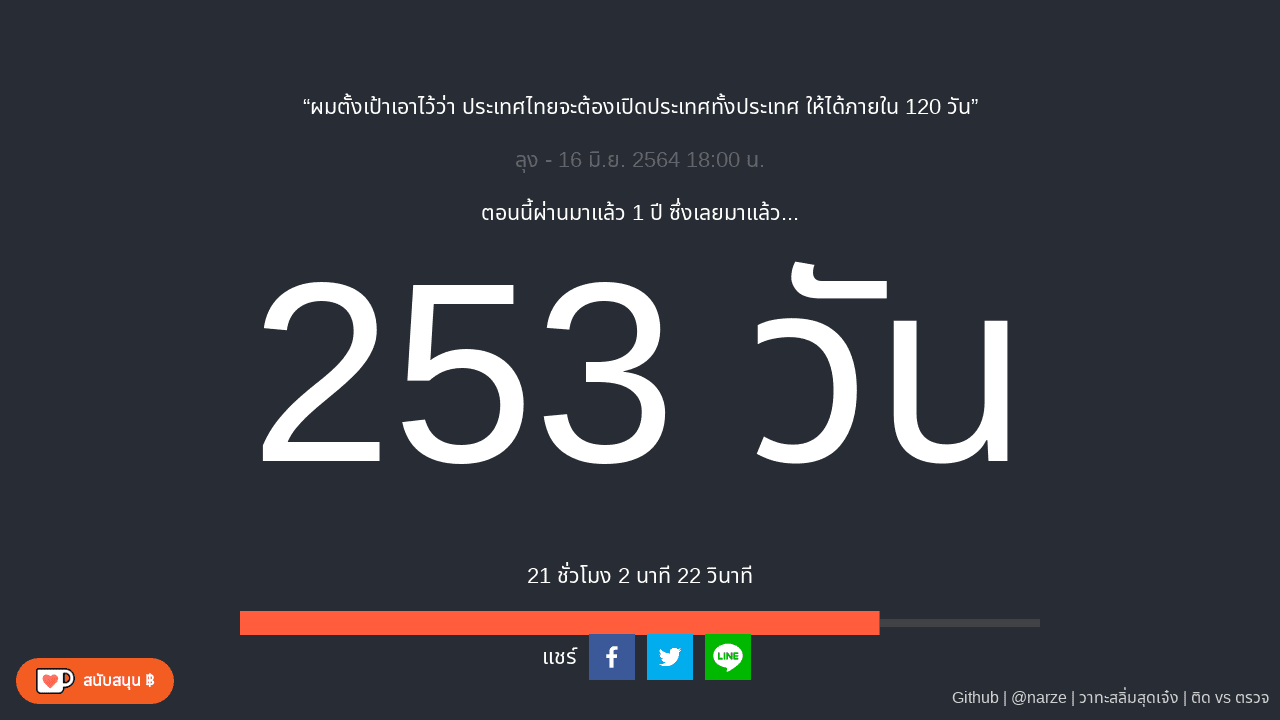 “ผมตั้งเป้าเอาไว้ว่า ประเทศไทยจะต้องเปิดประเทศทั้งประเทศ ให้ได้ภายใน 120 วัน”
ลุง - 16 มิ.ย. 2564 18:00 น.
ตอนนี้ผ่านมาแล้ว 1 ปี ซึ่งเลยมาแล้ว...
253 วัน
21 ชั่วโมง 2 นาที 22 วินาที
แชร์
LINE
สนับสนุน ฿
Github | @narze | วาทะสลิ่มสุดเจ๋ง | ติด vs ตรวจ